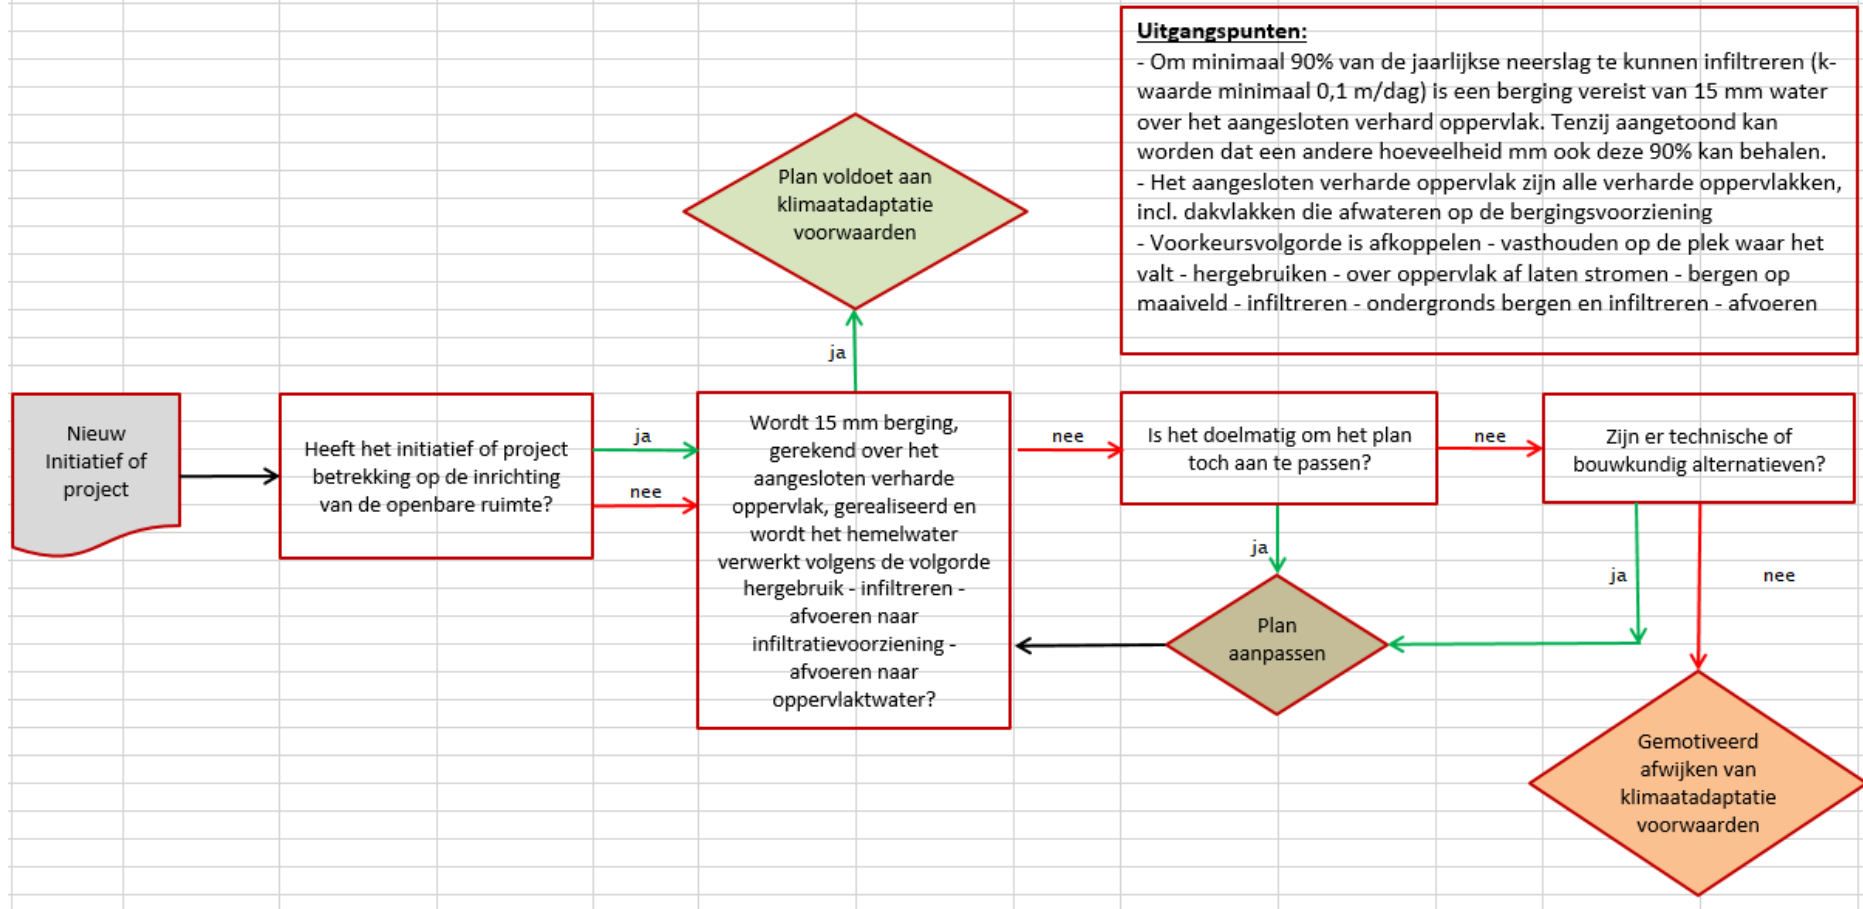 Uitgangspunten:
- Om minimaal 90% van de jaarlijkse neerslag te kunnen infiltreren (k-
waarde minimaal 0,1 m/dag) is een berging vereist van 15 mm water
over het aangesloten verhard oppervlak. Tenzij aangetoond kan
worden dat een andere hoeveelheid mm ook deze 90% kan behalen.
- Het aangesloten verharde oppervlak zijn alle verharde oppervlakken,
incl. dakvlakken die afwateren op de bergingsvoorziening
- Voorkeursvolgorde is afkoppelen - vasthouden op de plek waar het
valt - hergebruiken - over oppervlak af laten stromen - bergen op
maaiveld - infiltreren - ondergronds bergen en infiltreren - afvoeren
Plan voldoet aan
klimaatadaptatie
voorwaarden
ja
Nieuw
Initiatief of
project
Heeft het initiatief of project
betrekking op de inrichting
van de openbare ruimte?
ja
nee
Wordt 15 mm berging,
gerekend over het
aangesloten verharde
oppervlak, gerealiseerd en
wordt het hemelwater
verwerkt volgens de volgorde
hergebruik - infiltreren -
afvoeren naar
infiltratievoorziening -
afvoeren naar
oppervlaktwater?
nee
Is het doelmatig om het plan
toch aan te passen?
nee
Zijn er technische of
bouwkundig alternatieven?
ja
ja
nee
Plan
aanpassen
Gemotiveerd
afwijken van
klimaatadaptatie
voorwaarden